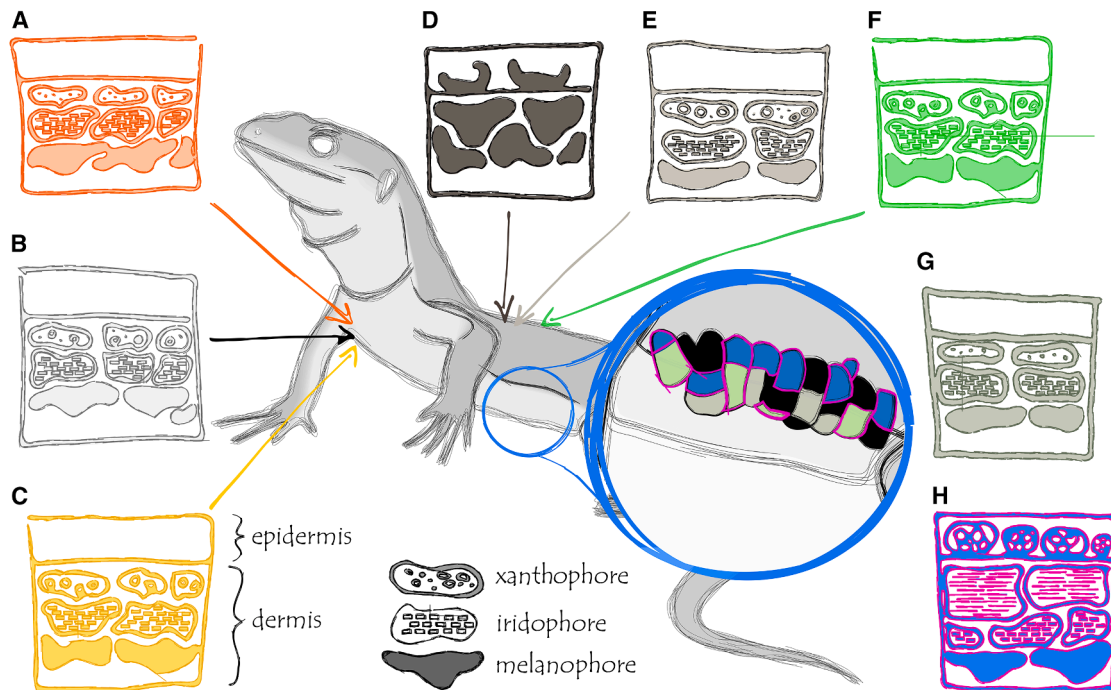 A
D
E
F
B
G
C
H
epidermis
dermis
xanthophore
iridophore
melanophore